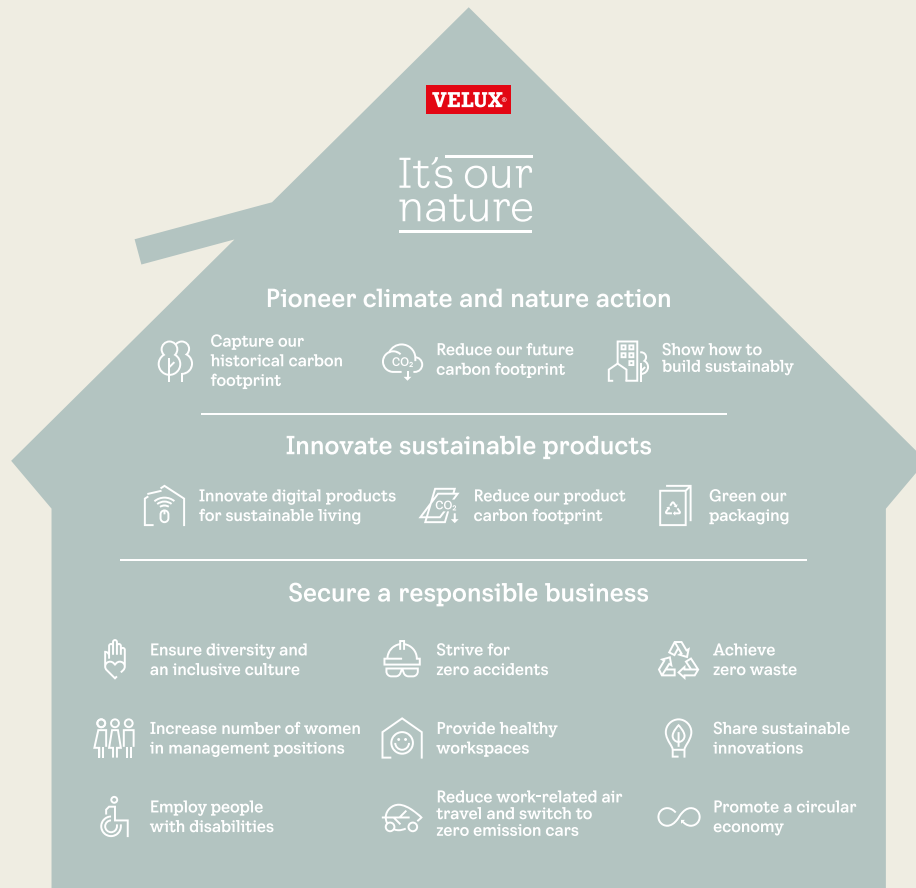 VELUX®
It's our
nature
Pioneer climate and nature action
Capture our
historical carbon
footprint
CO₂
Reduce our future
carbon footprint
Show how to
build sustainably
Innovate sustainable products
Innovate digital products
for sustainable living
CO₂
Reduce our product
carbon footprint
Green our
packaging
Secure a responsible business
Ensure diversity and
an inclusive culture
Strive for
zero accidents
Achieve
zero waste
Increase number of women
in management positions
Provide healthy
workspaces
Share sustainable
innovations
Employ people
with disabilities
Reduce work-related air
travel and switch to
zero emission cars
Promote a circular
economy